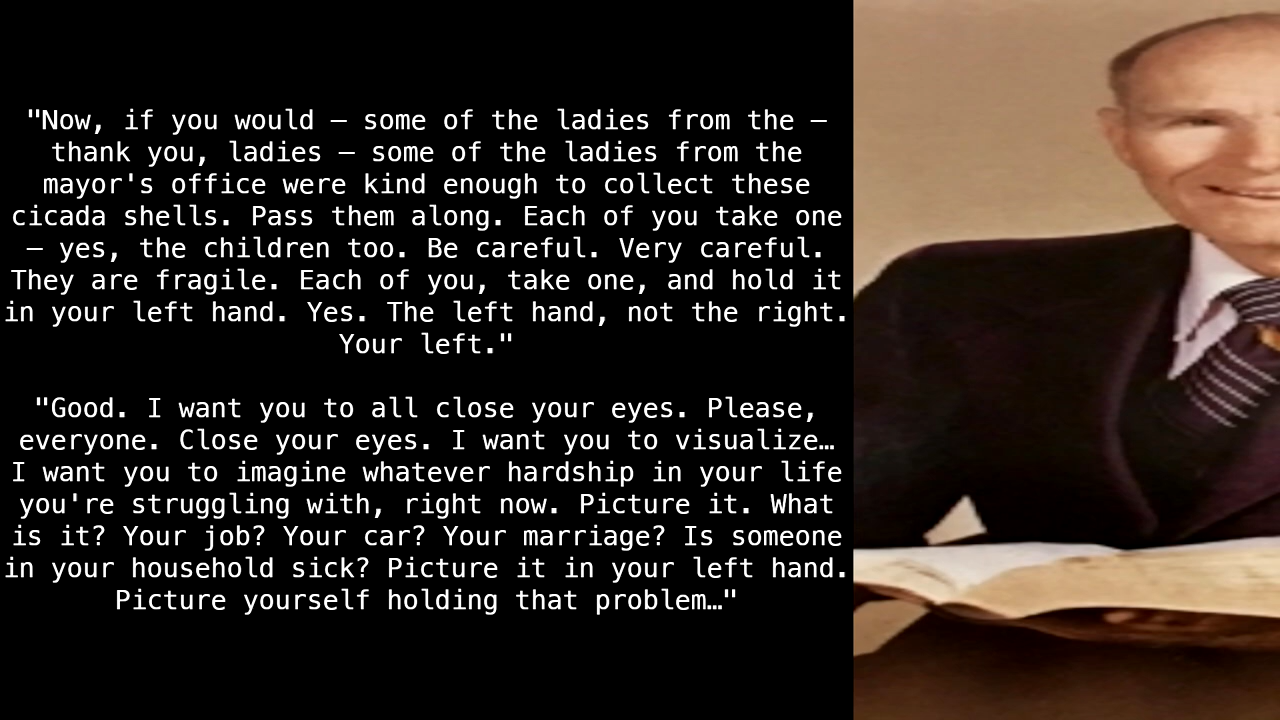 "Now, if you would — some of the ladies from the —
thank you, ladies — some of the ladies from the
mayor's office were kind enough to collect these
cicada shells. Pass them along. Each of you take one
— yes, the children too. Be careful. Very careful.
They are fragile. Each of you, take one, and hold it
in your left hand. Yes. The left hand, not the right.
Your left."
"Good. I want you to all close your eyes. Please,
everyone. Close your eyes. I want you to visualize…
I want you to imagine whatever hardship in your life
you're struggling with, right now. Picture it. What
is it? Your job? Your car? Your marriage? Is someone
in your household sick? Picture it in your left hand.
Picture yourself holding that problem…"